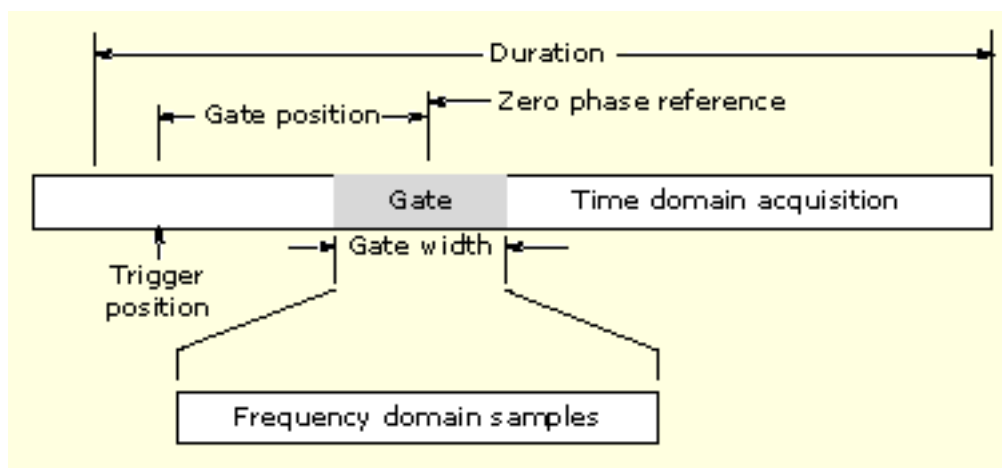 Duration
Zero phase reference
Gate position
Gate
Time domain acquisition
Gate width
Trigger
position
Frequency domain samples